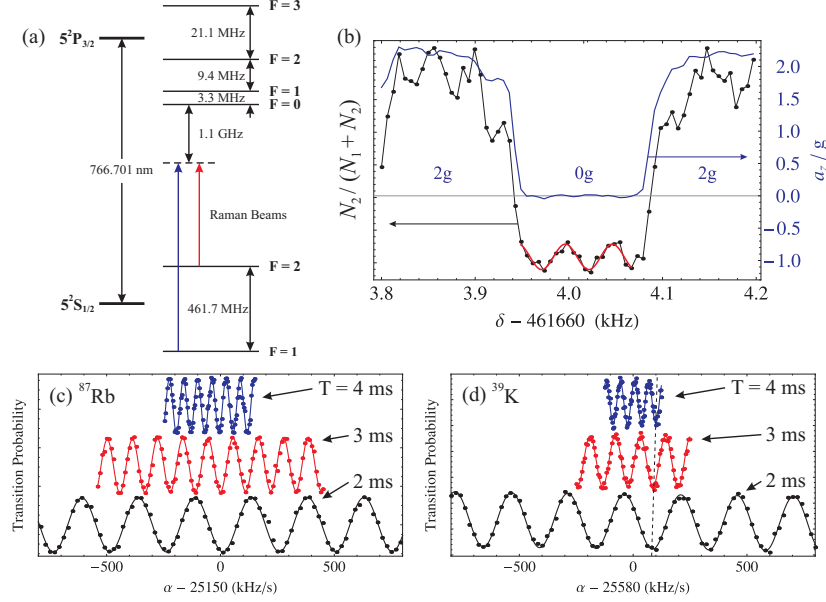 (a)
5²P₃/₂
F = 3
21.1 MHz
F = 2
9.4 MHz
F = 1
3.3 MHz
F = 0
1.1 GHz
766.701 nm
Raman Beams
F = 2
461.7 MHz
5²S₁/₂
F = 1
(b)
N₂ / (N₁ + N₂)
2g
0g
2g
2.0
1.5
1.0
0.5
0.0
−0.5
−1.0
a_z / g
3.8
3.9
4.0
4.1
4.2
δ − 461660 (kHz)
(c) ⁸⁷Rb
T = 4 ms
3 ms
2 ms
Transition Probability
−500
0
500
α − 25150 (kHz/s)
(d) ³⁹K
T = 4 ms
3 ms
2 ms
Transition Probability
−500
0
500
α − 25580 (kHz/s)